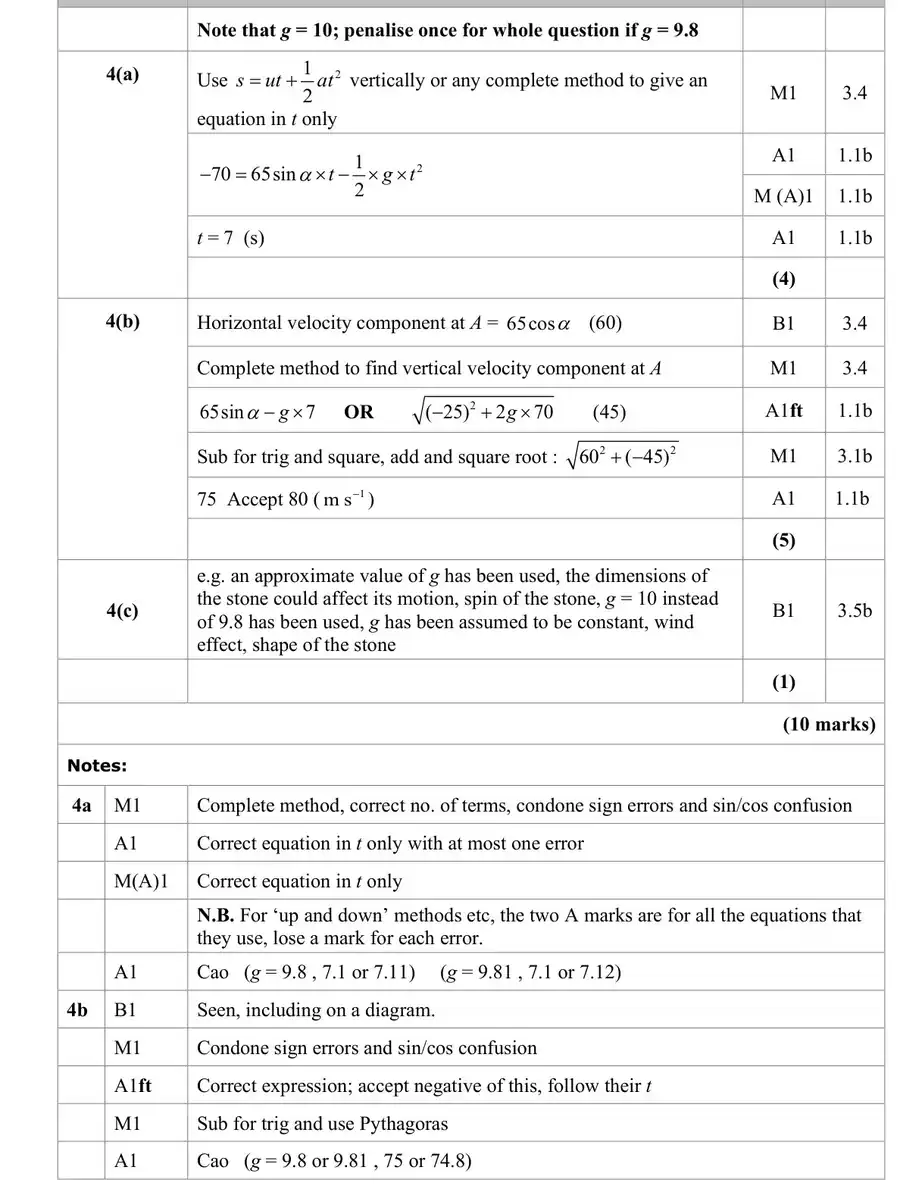 Note that g = 10; penalise once for whole question if g = 9.8
4(a)
Use s = ut + 1/2 at² vertically or any complete method to give an
equation in t only
M1
3.4
−70 = 65 sin α × t − 1/2 × g × t²
A1
1.1b
M (A)1
1.1b
t = 7 (s)
A1
1.1b
(4)
4(b)
Horizontal velocity component at A = 65 cos α (60)
B1
3.4
Complete method to find vertical velocity component at A
M1
3.4
65 sin α − g × 7 OR √((−25)² + 2g × 70) (45)
A1ft
1.1b
Sub for trig and square, add and square root : √(60² + (−45)²)
M1
3.1b
75 Accept 80 ( m s⁻¹ )
A1
1.1b
(5)
4(c)
e.g. an approximate value of g has been used, the dimensions of
the stone could affect its motion, spin of the stone, g = 10 instead
of 9.8 has been used, g has been assumed to be constant, wind
effect, shape of the stone
B1
3.5b
(1)
(10 marks)
Notes:
4a M1 Complete method, correct no. of terms, condone sign errors and sin/cos confusion
A1 Correct equation in t only with at most one error
M(A)1 Correct equation in t only
N.B. For ‘up and down’ methods etc, the two A marks are for all the equations that
they use, lose a mark for each error.
A1 Cao (g = 9.8 , 7.1 or 7.11) (g = 9.81 , 7.1 or 7.12)
4b B1 Seen, including on a diagram.
M1 Condone sign errors and sin/cos confusion
A1ft Correct expression; accept negative of this, follow their t
M1 Sub for trig and use Pythagoras
A1 Cao (g = 9.8 or 9.81 , 75 or 74.8)